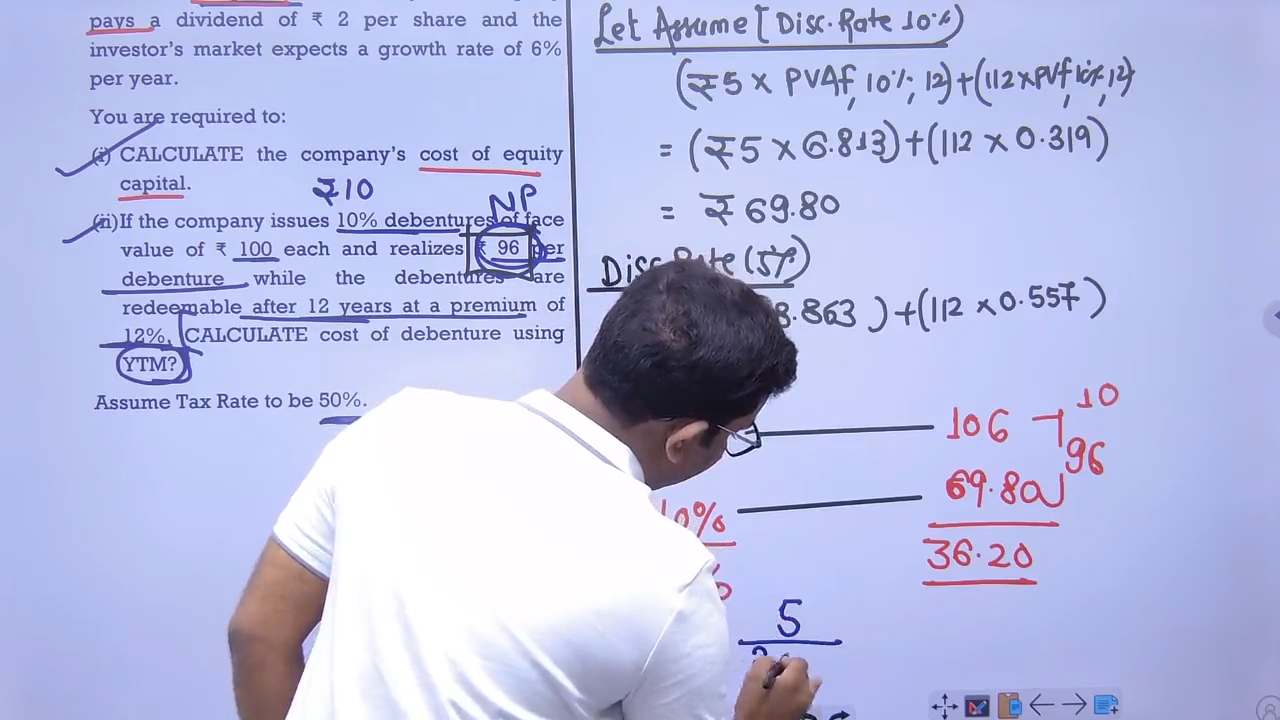 pays a dividend of ₹ 2 per share and the
investor's market expects a growth rate of 6%
per year.
You are required to:
(i) CALCULATE the company's cost of equity
capital.
₹10
NP
(ii) If the company issues 10% debentures of face
value of ₹ 100 each and realizes ₹ 96 per
debenture while the debentures are
redeemable after 12 years at a premium of
12%, CALCULATE cost of debenture using
YTM?
Assume Tax Rate to be 50%.
Let Assume [Disc. Rate 10%)
(₹5 x PVAf, 10%, 12) + (112 x PVf, 10%, 12)
= (₹5 x 6.813) + (112 x 0.319)
= ₹ 69.80
Disc Rate (5%)
8.863 ) + (112 x 0.557)
106 10
96
10% 69.80
36.20
5